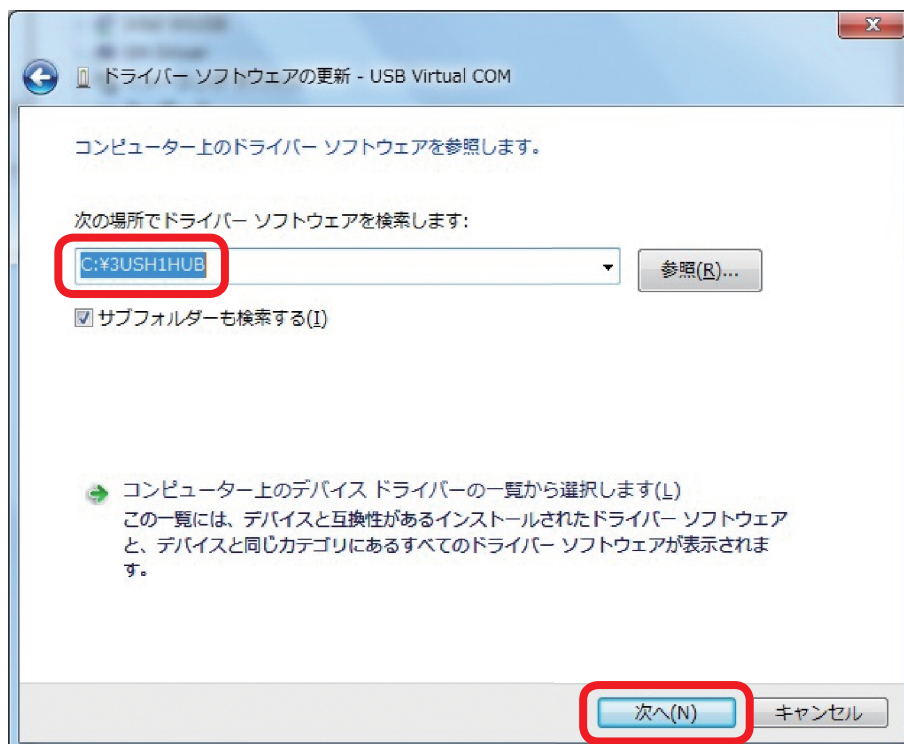 ドライバー ソフトウェアの更新 - USB Virtual COM
コンピューター上のドライバー ソフトウェアを参照します。
次の場所でドライバー ソフトウェアを検索します:
C:¥3USH1HUB
参照(R)...
サブフォルダーも検索する(I)
コンピューター上のデバイス ドライバーの一覧から選択します(L)
この一覧には、デバイスと互換性があるインストールされたドライバー ソフトウェア
と、デバイスと同じカテゴリにあるすべてのドライバー ソフトウェアが表示されま
す。
次へ(N)
キャンセル